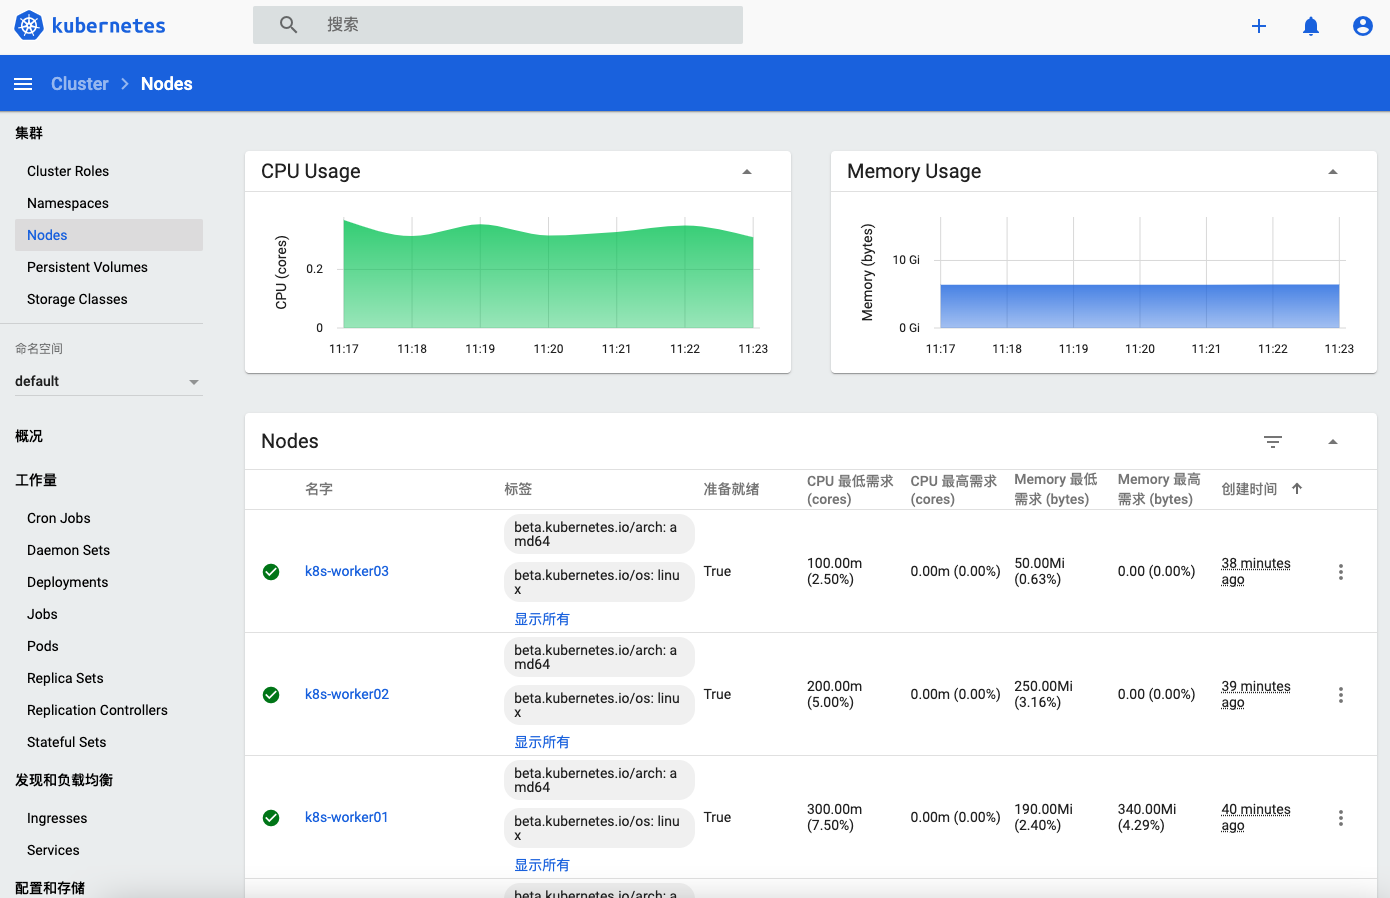 kubernetes
搜索
Cluster
Nodes
集群
Cluster Roles
Namespaces
Nodes
Persistent Volumes
Storage Classes
命名空间
default
概况
工作量
Cron Jobs
Daemon Sets
Deployments
Jobs
Pods
Replica Sets
Replication Controllers
Stateful Sets
发现和负载均衡
Ingresses
Services
配置和存储
CPU Usage
CPU (cores)
0.2
0
11:17 11:18 11:19 11:20 11:21 11:22 11:23
Memory Usage
Memory (bytes)
10 Gi
0 Gi
11:17 11:18 11:19 11:20 11:21 11:22 11:23
Nodes
名字
标签
准备就绪
CPU 最低需求
(cores)
CPU 最高需求
(cores)
Memory 最低
需求 (bytes)
Memory 最高
需求 (bytes)
创建时间
k8s-worker03
beta.kubernetes.io/arch: a
md64
beta.kubernetes.io/os: linu
x
显示所有
True
100.00m
(2.50%)
0.00m (0.00%)
50.00Mi
(0.63%)
0.00 (0.00%)
38 minutes
ago
k8s-worker02
beta.kubernetes.io/arch: a
md64
beta.kubernetes.io/os: linu
x
显示所有
True
200.00m
(5.00%)
0.00m (0.00%)
250.00Mi
(3.16%)
0.00 (0.00%)
39 minutes
ago
k8s-worker01
beta.kubernetes.io/arch: a
md64
beta.kubernetes.io/os: linu
x
显示所有
True
300.00m
(7.50%)
0.00m (0.00%)
190.00Mi
(2.40%)
340.00Mi
(4.29%)
40 minutes
ago
beta.kubernetes.io/arch: a